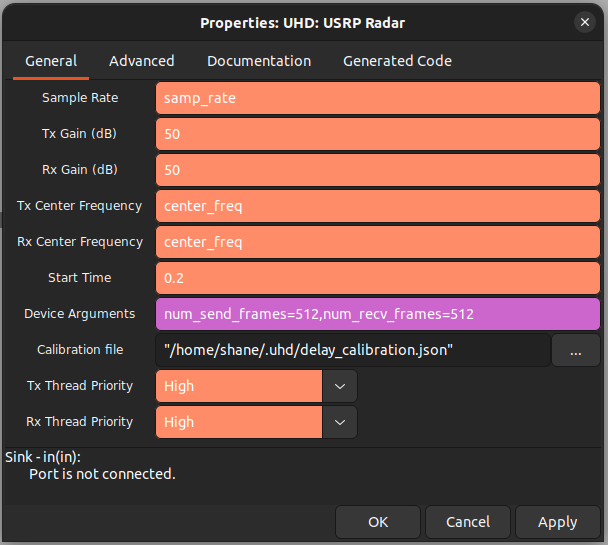 Properties: UHD: USRP Radar
General Advanced Documentation Generated Code
Sample Rate samp_rate
Tx Gain (dB) 50
Rx Gain (dB) 50
Tx Center Frequency center_freq
Rx Center Frequency center_freq
Start Time 0.2
Device Arguments num_send_frames=512,num_recv_frames=512
Calibration file "/home/shane/.uhd/delay_calibration.json" ...
Tx Thread Priority High
Rx Thread Priority High
Sink - in(in):
Port is not connected.
OK Cancel Apply